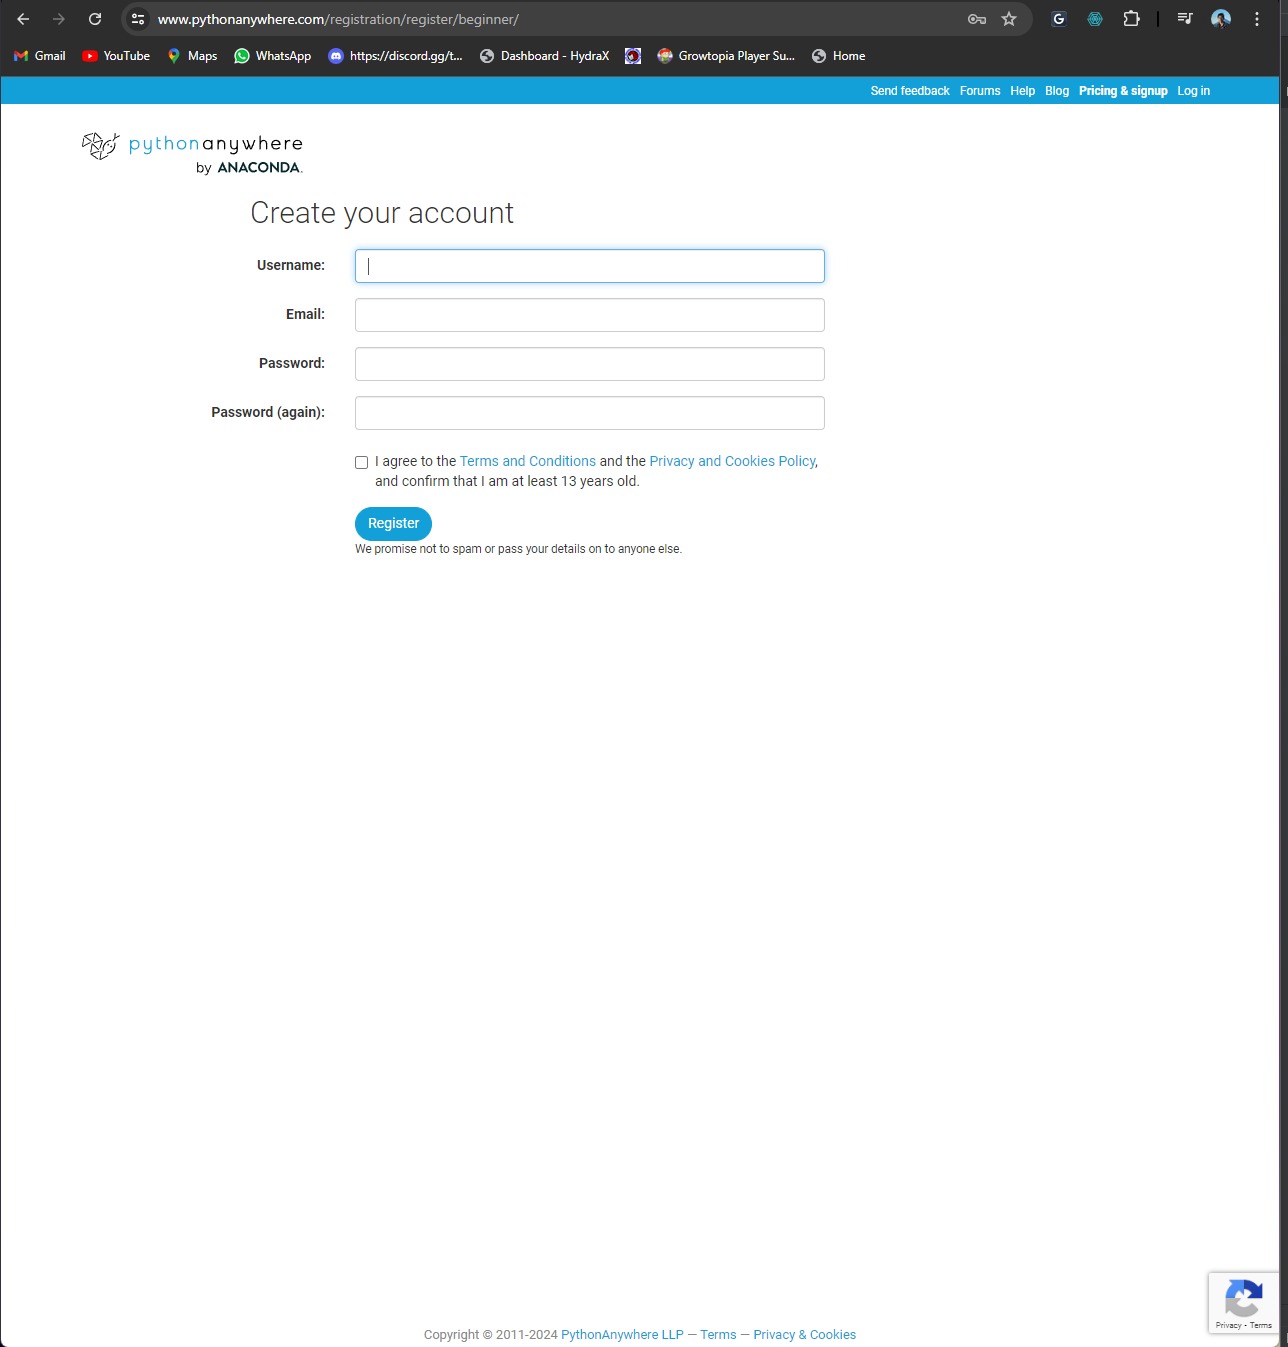 www.pythonanywhere.com/registration/register/beginner/
Gmail YouTube Maps WhatsApp https://discord.gg/t... Dashboard - HydraX Growtopia Player Su... Home
Send feedback Forums Help Blog Pricing & signup Log in
pythonanywhere
by ANACONDA.
Create your account
Username:
Email:
Password:
Password (again):
I agree to the Terms and Conditions and the Privacy and Cookies Policy,
and confirm that I am at least 13 years old.
Register
We promise not to spam or pass your details on to anyone else.
Privacy - Terms
Copyright © 2011-2024 PythonAnywhere LLP — Terms — Privacy & Cookies